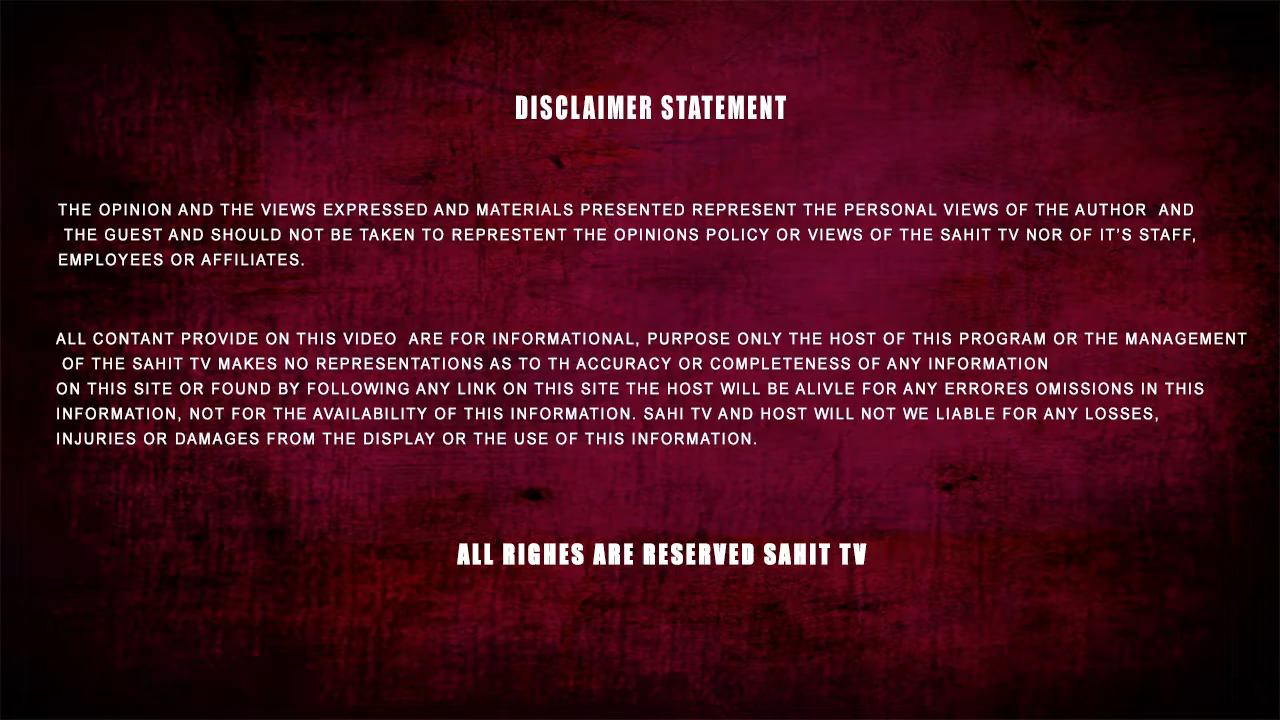 DISCLAIMER STATEMENT
THE OPINION AND THE VIEWS EXPRESSED AND MATERIALS PRESENTED REPRESENT THE PERSONAL VIEWS OF THE AUTHOR AND
THE GUEST AND SHOULD NOT BE TAKEN TO REPRESTENT THE OPINIONS POLICY OR VIEWS OF THE SAHIT TV NOR OF IT'S STAFF,
EMPLOYEES OR AFFILIATES.
ALL CONTANT PROVIDE ON THIS VIDEO ARE FOR INFORMATIONAL, PURPOSE ONLY THE HOST OF THIS PROGRAM OR THE MANAGEMENT
OF THE SAHIT TV MAKES NO REPRESENTATIONS AS TO TH ACCURACY OR COMPLETENESS OF ANY INFORMATION
ON THIS SITE OR FOUND BY FOLLOWING ANY LINK ON THIS SITE THE HOST WILL BE ALIVLE FOR ANY ERRORES OMISSIONS IN THIS
INFORMATION, NOT FOR THE AVAILABILITY OF THIS INFORMATION. SAHI TV AND HOST WILL NOT WE LIABLE FOR ANY LOSSES,
INJURIES OR DAMAGES FROM THE DISPLAY OR THE USE OF THIS INFORMATION.
ALL RIGHES ARE RESERVED SAHIT TV